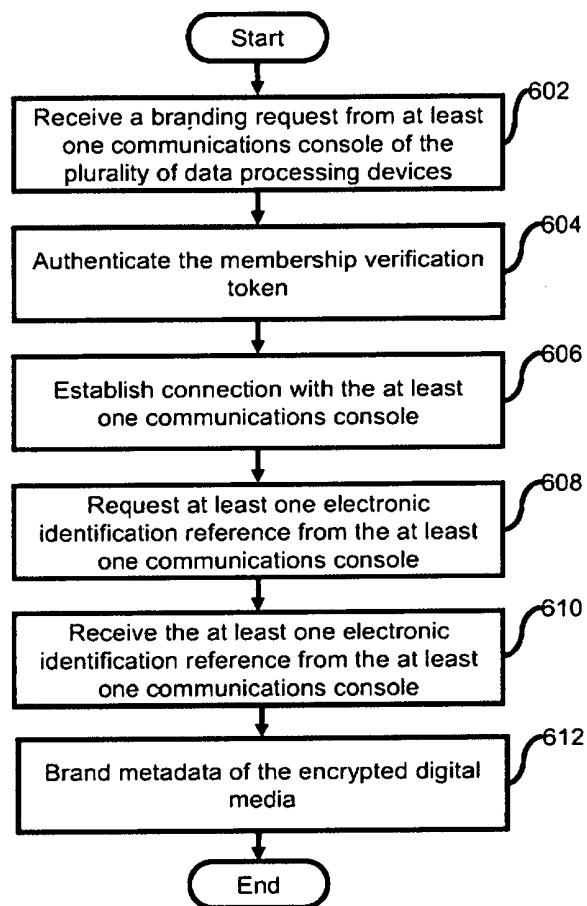 Start
602
Receive a branding request from at least
one communications console of the
plurality of data processing devices
604
Authenticate the membership verification
token
606
Establish connection with the at least
one communications console
608
Request at least one electronic
identification reference from the at least
one communications console
610
Receive the at least one electronic
identification reference from the at least
one communications console
612
Brand metadata of the encrypted digital
media
End